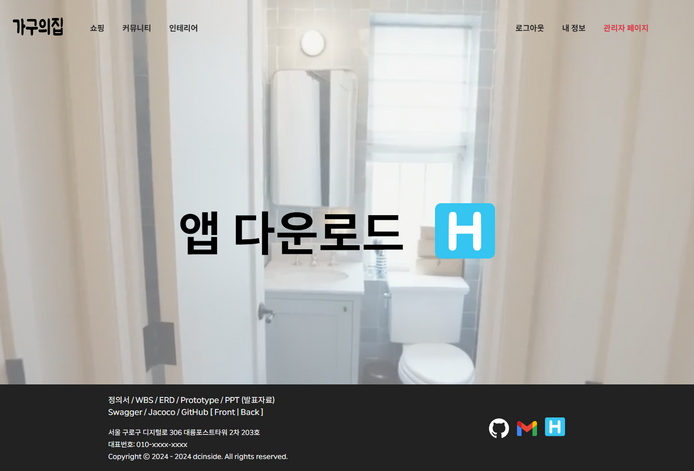 가구의집 쇼핑 커뮤니티 인테리어 로그아웃 내 정보 관리자 페이지
앱 다운로드 H
정의서 / WBS / ERD / Prototype / PPT (발표자료)
Swagger / Jacoco / GitHub [ Front | Back ]
서울 구로구 디지털로 306 대륭포스트타워 2차 203호
대표번호: 010-xxxx-xxxx
Copyright © 2024 - 2024 dcinside. All rights reserved.
M H